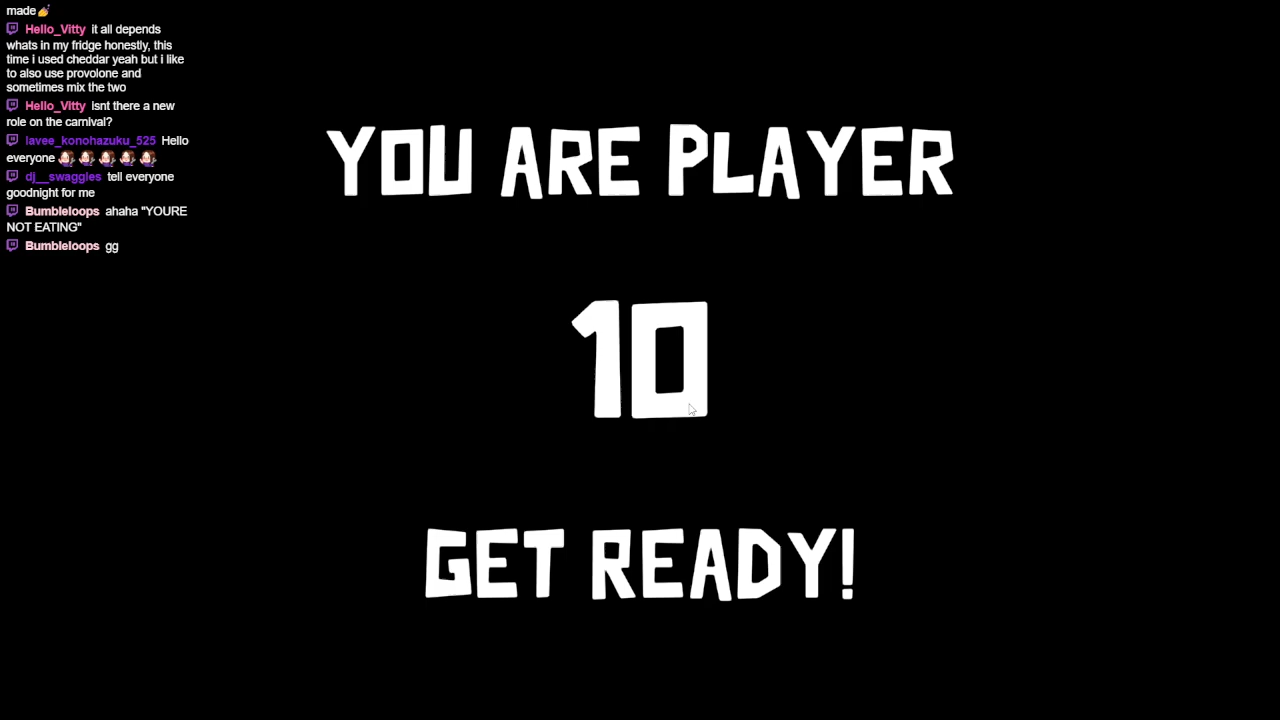 made
Hello_Vitty it all depends
whats in my fridge honestly, this
time i used cheddar yeah but i like
to also use provolone and
sometimes mix the two
Hello_Vitty isnt there a new
role on the carnival?
lavee_konohazuku_525 Hello
everyone
dj__swaggles tell everyone
goodnight for me
Bumbleloops ahaha "YOURE
NOT EATING"
Bumbleloops gg
YOU ARE PLAYER
10
GET READY!